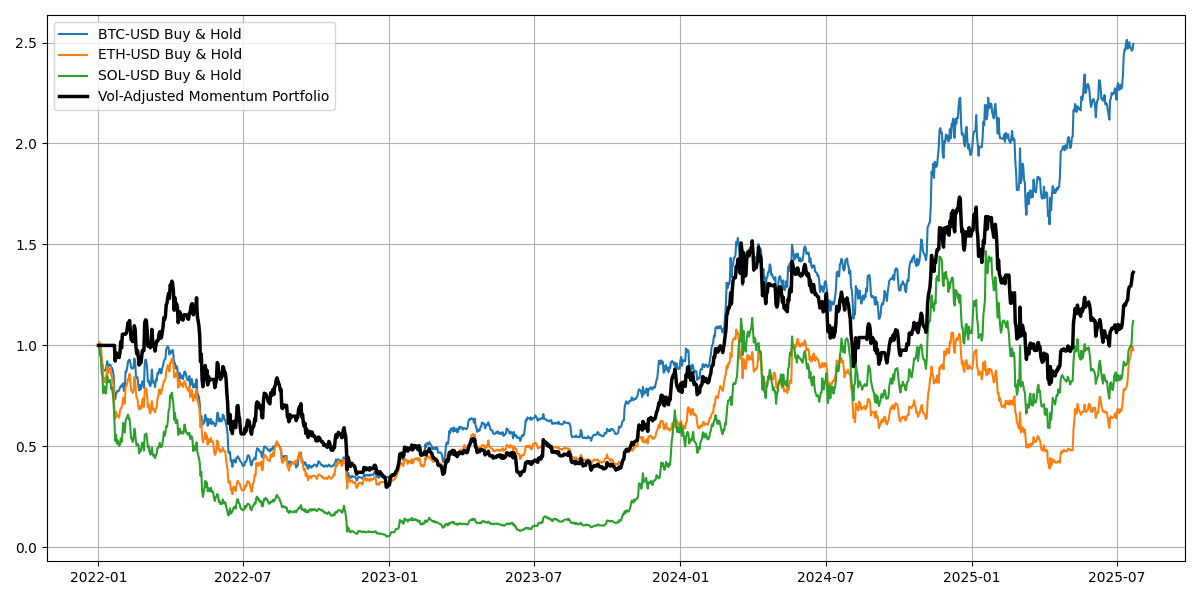 BTC-USD Buy & Hold
ETH-USD Buy & Hold
SOL-USD Buy & Hold
Vol-Adjusted Momentum Portfolio
2.5
2.0
1.5
1.0
0.5
0.0
2022-01 2022-07 2023-01 2023-07 2024-01 2024-07 2025-01 2025-07